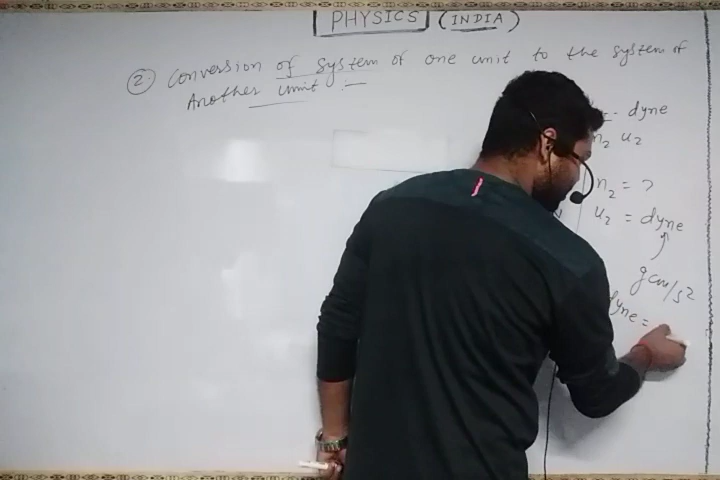 PHYSICS (INDIA)
② Conversion of system of one unit to the system of
Another unit :-
dyne
n₂ u₂
n₂ = ?
u₂ = dyne
g cm/s²
dyne =